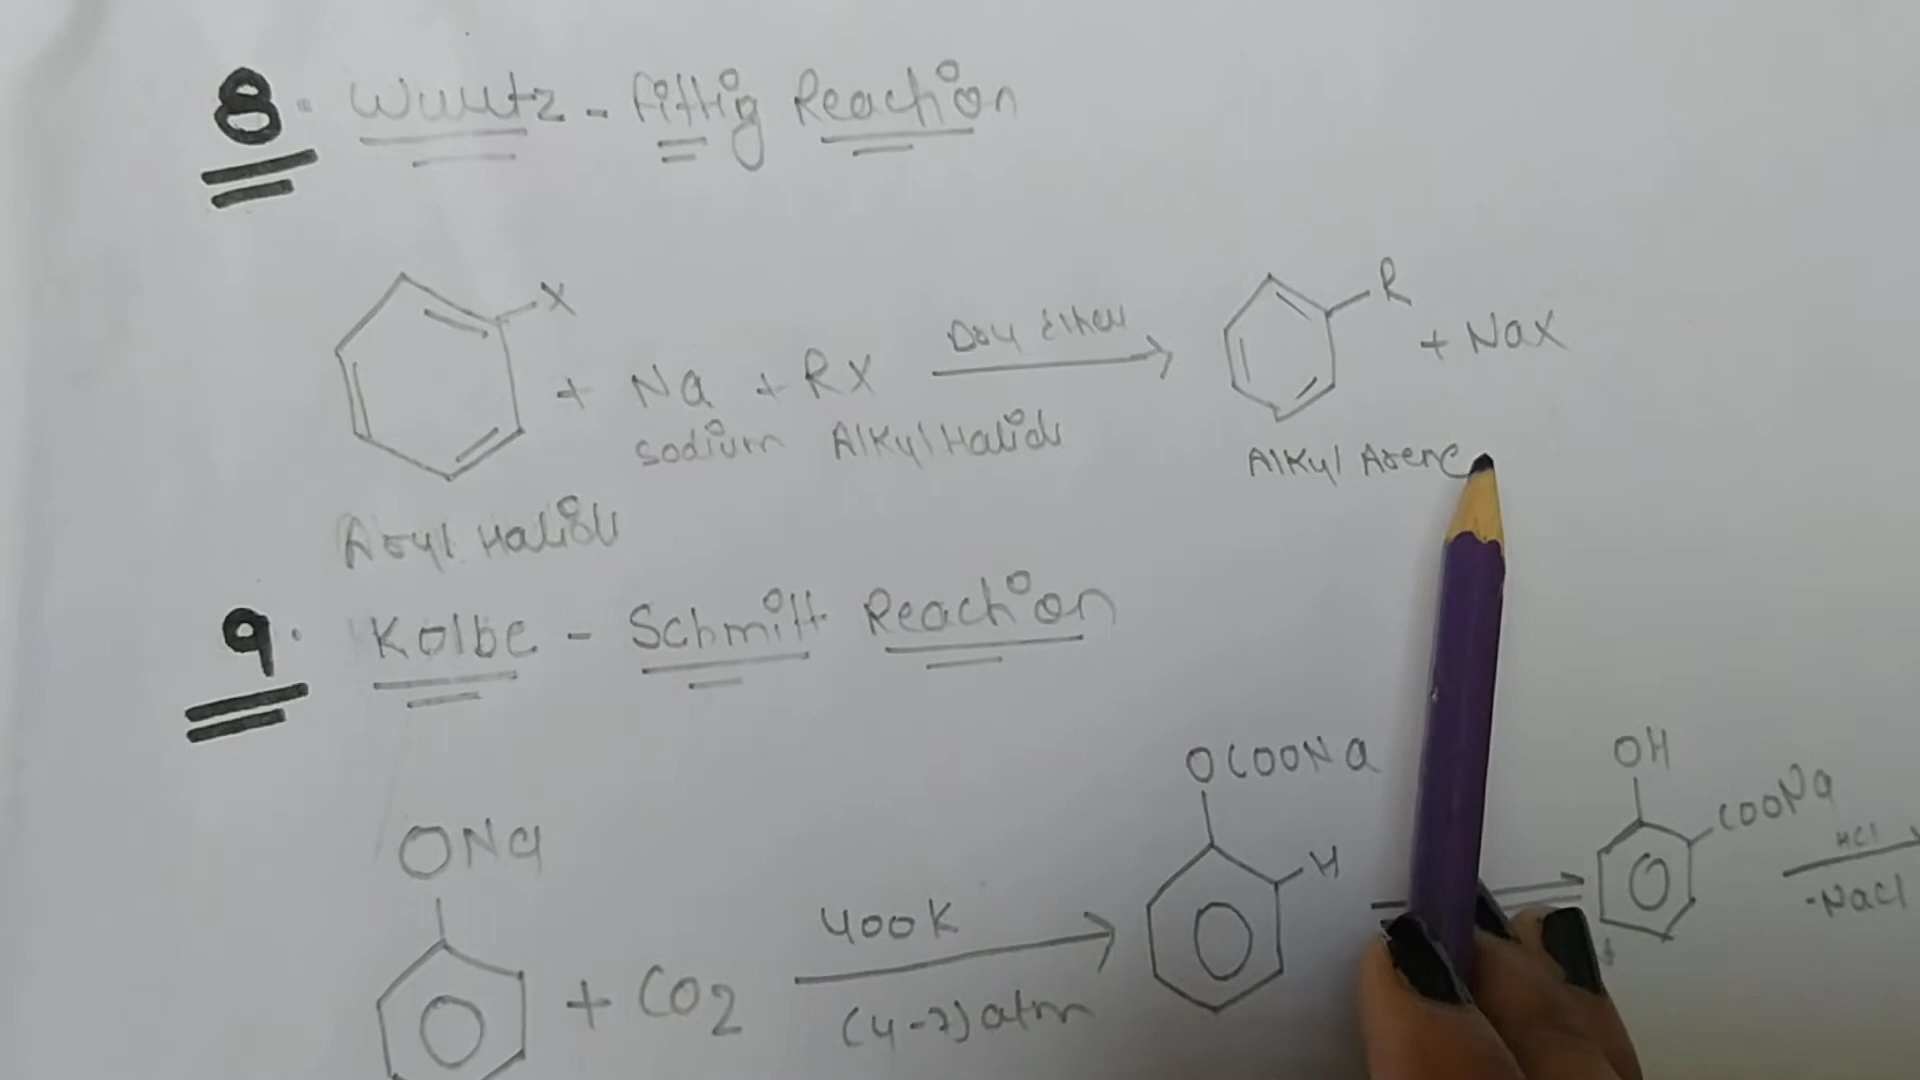 8. Wurtz - Fittig Reaction
X
+ Na + RX
Dry Ether
R
+ NaX
sodium Alkyl Halide
Alkyl Arene
Aryl Halide
9. Kolbe - Schmitt Reaction
ONa
+ CO2
400K
(4-7) atm
OCOONa
H
OH
COONa
HCl
-NaCl